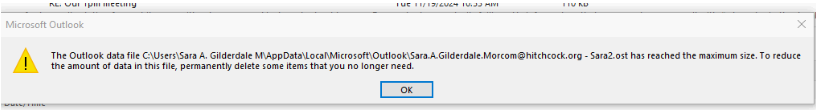 RE: Our 1pm meeting Tue 11/19/2024 10:53 AM 110 KB
Microsoft Outlook
The Outlook data file C:\Users\Sara A. Gilderdale M\AppData\Local\Microsoft\Outlook\Sara.A.Gilderdale.Morcom@hitchcock.org - Sara2.ost has reached the maximum size. To reduce
the amount of data in this file, permanently delete some items that you no longer need.
OK
Date/Time